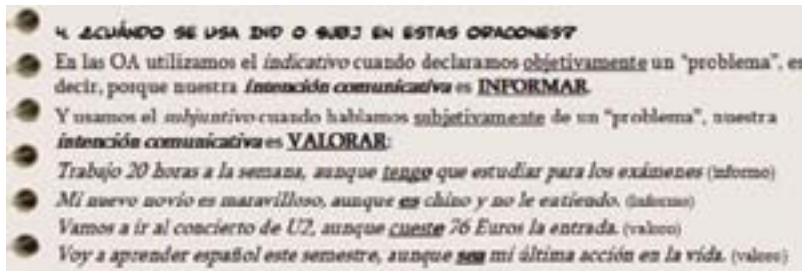 4. ¿CUÁNDO SE USA IND O SUBJ EN ESTAS ORACONES?
En las OA utilizamos el indicativo cuando declaramos objetivamente un "problema", es
decir, porque nuestra intención comunicativa es INFORMAR.
Y usamos el subjuntivo cuando hablamos subjetivamente de un "problema", nuestra
intención comunicativa es VALORAR:
Trabajo 20 horas a la semana, aunque tengo que estudiar para los exámenes (informo)
Mi nuevo novio es maravilloso, aunque es chino y no le entiendo. (informo)
Vamos a ir al concierto de U2, aunque cueste 76 Euros la entrada. (valoro)
Voy a aprender español este semestre, aunque sea mi última acción en la vida. (valoro)